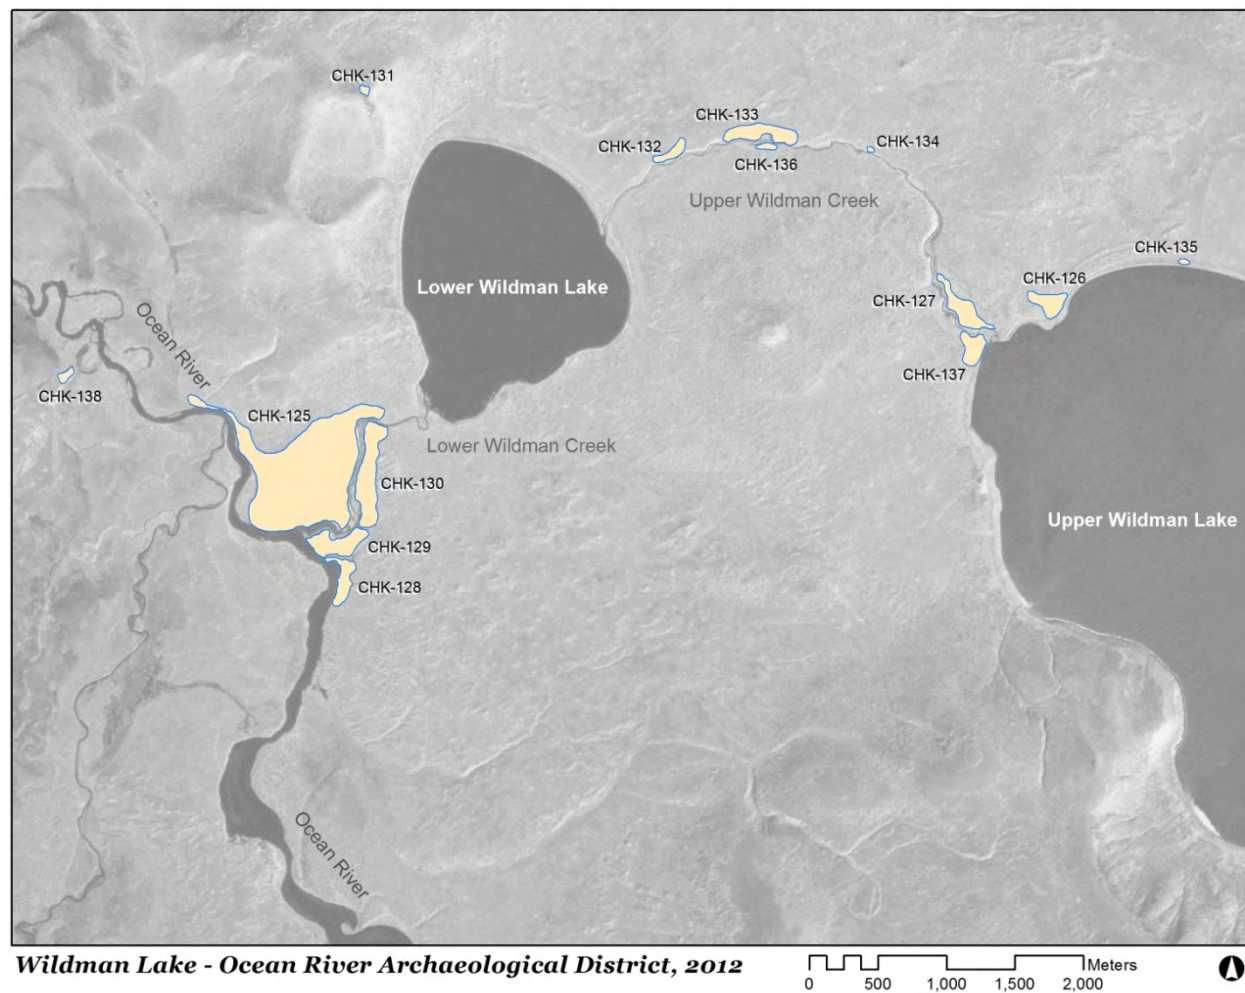 CHK-131
CHK-133
CHK-132
CHK-134
CHK-136
Upper Wildman Creek
CHK-135
Lower Wildman Lake
CHK-126
CHK-127
Ocean River
CHK-137
CHK-138
CHK-125
Lower Wildman Creek
CHK-130
Upper Wildman Lake
CHK-129
CHK-128
Ocean River
Wildman Lake - Ocean River Archaeological District, 2012
Meters
0 500 1,000 1,500 2,000